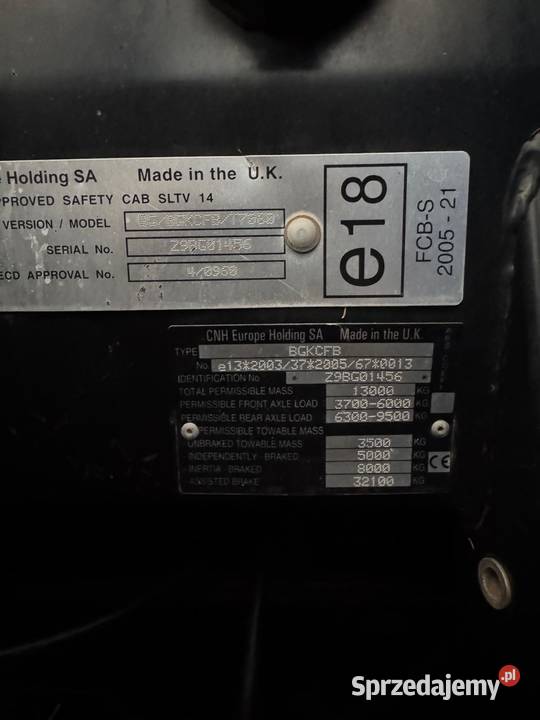 e Holding SA Made in the U.K.
PPROVED SAFETY CAB SLTV 14
VERSION / MODEL BG/BGKCFB/17080
SERIAL No. Z9BG01456
ECD APPROVAL No. 4/0960
e18
FCB-S
2005 - 21
CNH Europe Holding SA Made in the U.K.
TYPE BGKCFB
No. e13*2003/37*2005/67*0013
IDENTIFICATION No * Z9BG01456 *
TOTAL PERMISSIBLE MASS 13000 KG
PERMISSIBLE FRONT AXLE LOAD 3700-6000 KG
PERMISSIBLE REAR AXLE LOAD 6300-9500 KG
PERMISSIBLE TOWABLE MASS
UNBRAKED TOWABLE MASS 3500 KG
INDEPENDENTLY - BRAKED 5000 KG
INERTIA - BRAKED 8000 KG
ASSISTED BRAKE 32100 KG
CE
Sprzedajemy.pl